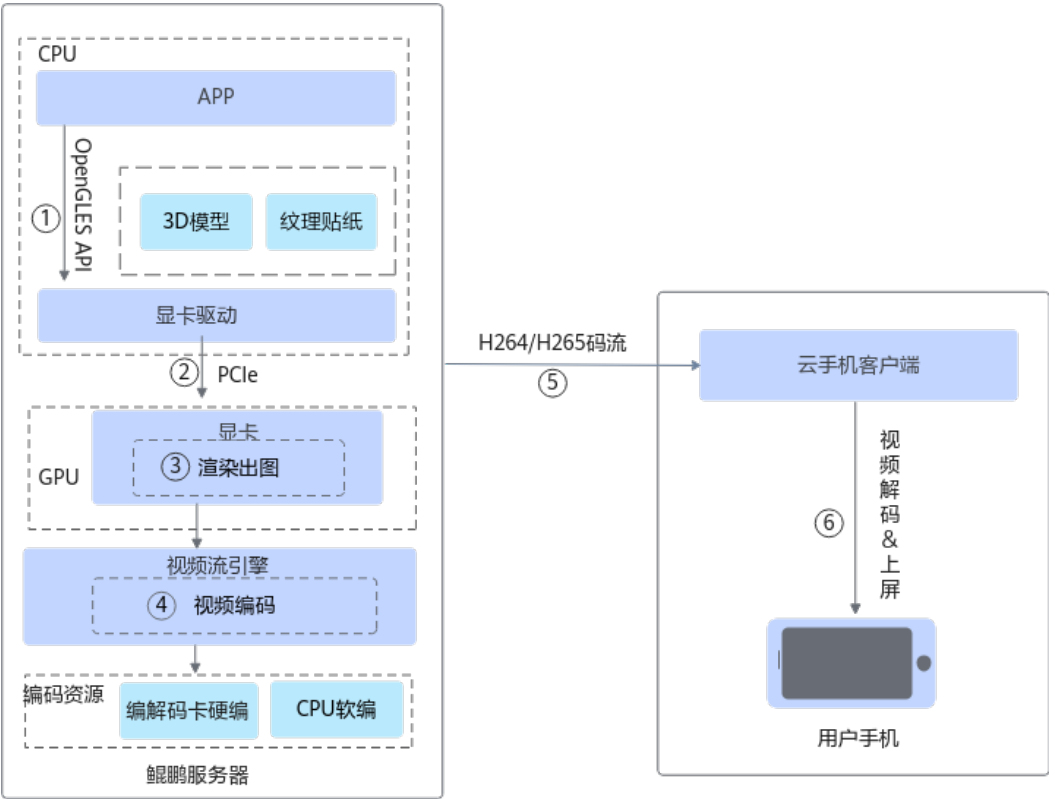 CPU
APP
OpenGLES API
①
3D模型
纹理贴纸
显卡驱动
②
PCIe
显卡
GPU
③
渲染出图
视频流引擎
④
视频编码
编码资源
编解码卡硬编
CPU软编
鲲鹏服务器
H264/H265码流
⑤
云手机客户端
⑥
视频解码&上屏
用户手机